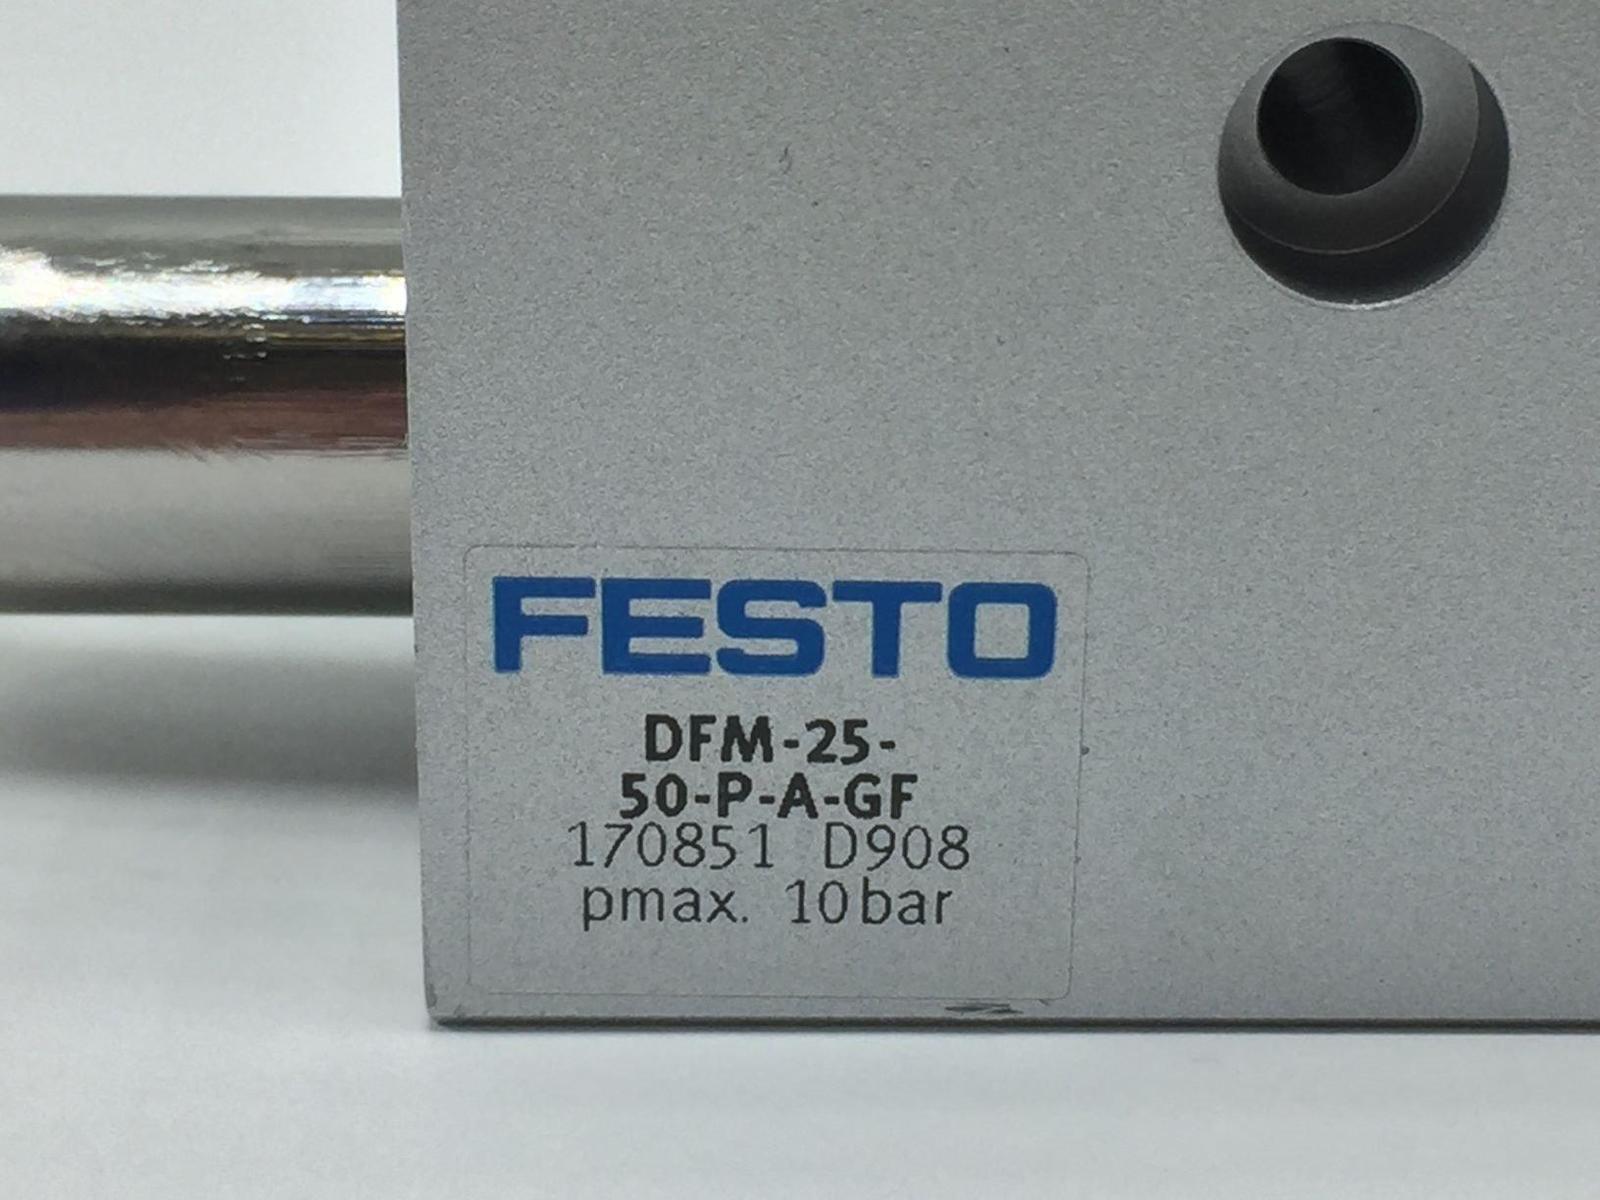 FESTO
DFM-25-
50-P-A-GF
170851 D908
pmax. 10bar